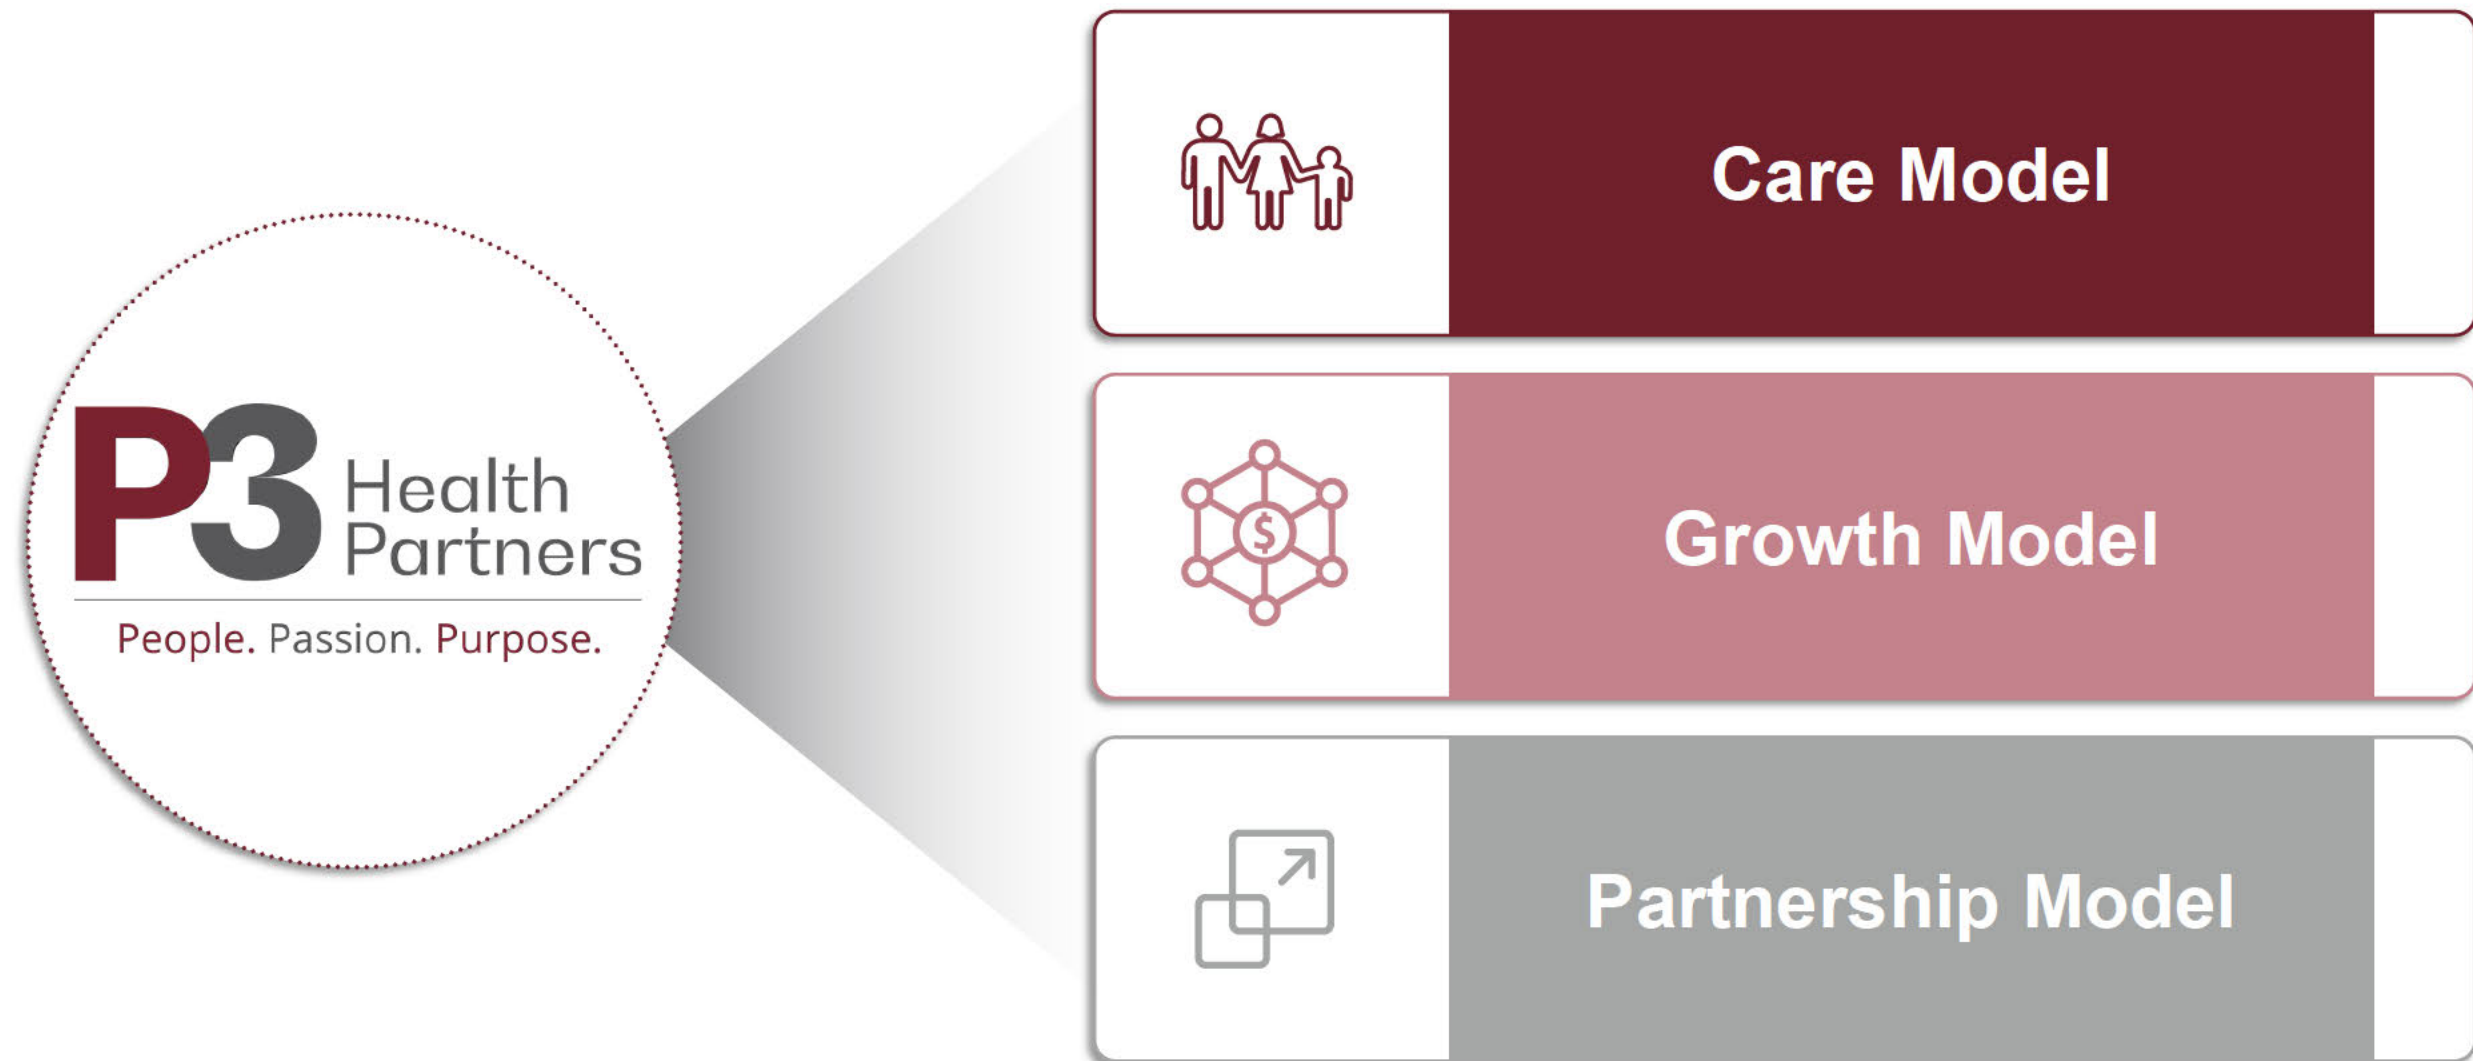 P3 Health
Partners
People. Passion. Purpose.
Care Model
$
Growth Model
Partnership Model